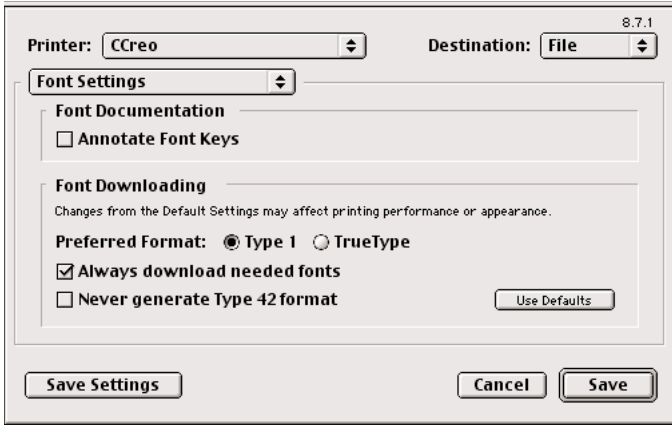 8.7.1
Printer: CCreo Destination: File
Font Settings
Font Documentation
Annotate Font Keys
Font Downloading
Changes from the Default Settings may affect printing performance or appearance.
Preferred Format: Type 1 TrueType
Always download needed fonts
Never generate Type 42 format Use Defaults
Save Settings Cancel Save